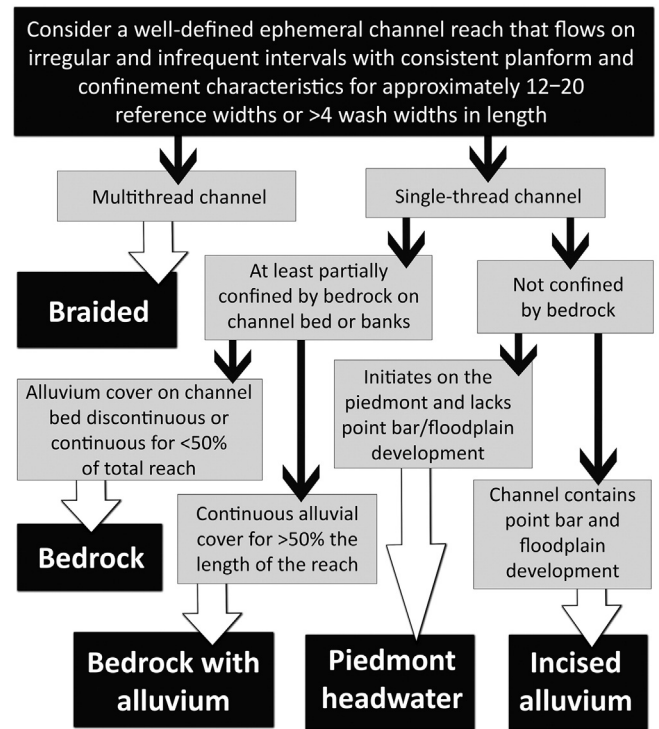 Consider a well-defined ephemeral channel reach that flows on
irregular and infrequent intervals with consistent planform and
confinement characteristics for approximately 12–20
reference widths or >4 wash widths in length
Multithread channel
Single-thread channel
Braided
At least partially
confined by bedrock on
channel bed or banks
Not confined
by bedrock
Alluvium cover on channel
bed discontinuous or
continuous for <50%
of total reach
Initiates on the
piedmont and lacks
point bar/floodplain
development
Bedrock
Continuous alluvial
cover for >50% the
length of the reach
Channel contains
point bar and
floodplain
development
Bedrock with
alluvium
Piedmont
headwater
Incised
alluvium